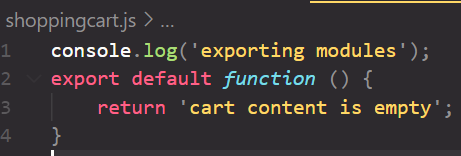 shoppingcart.js > ...
1 console.log('exporting modules');
2 export default function () {
3 return 'cart content is empty';
4 }